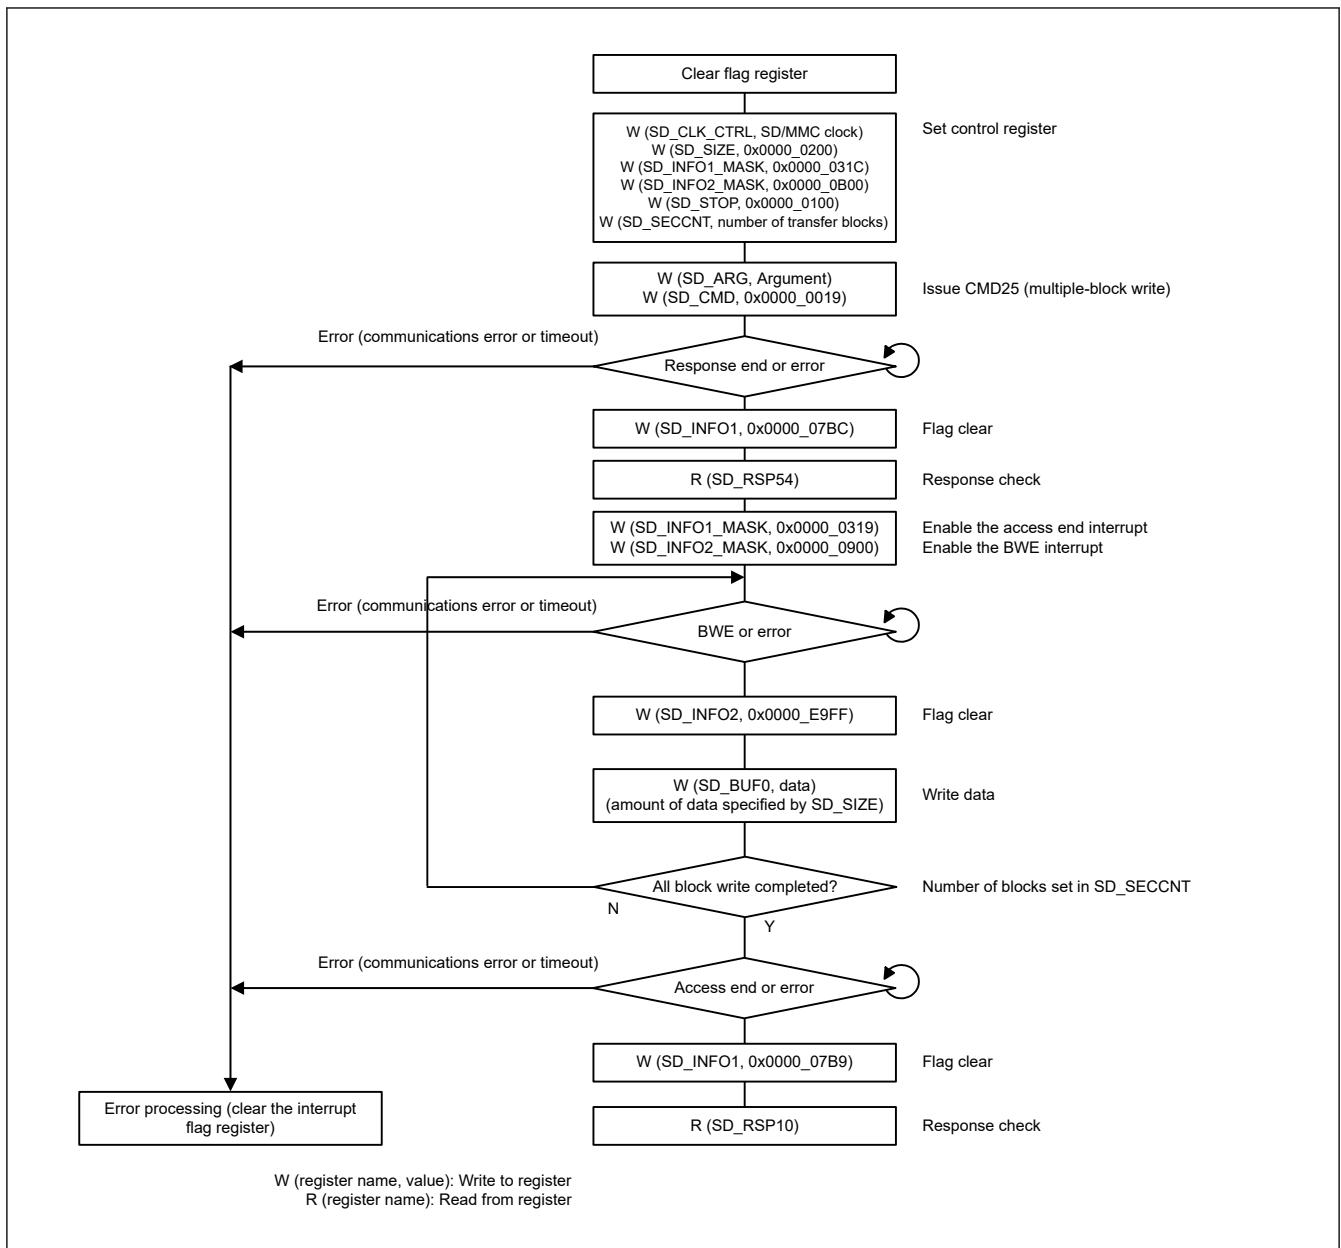 Clear flag register
W (SD_CLK_CTRL, SD/MMC clock)
W (SD_SIZE, 0x0000_0200)
W (SD_INFO1_MASK, 0x0000_031C)
W (SD_INFO2_MASK, 0x0000_0B00)
W (SD_STOP, 0x0000_0100)
W (SD_SECCNT, number of transfer blocks)
Set control register
W (SD_ARG, Argument)
W (SD_CMD, 0x0000_0019)
Issue CMD25 (multiple-block write)
Error (communications error or timeout)
Response end or error
W (SD_INFO1, 0x0000_07BC)
Flag clear
R (SD_RSP54)
Response check
W (SD_INFO1_MASK, 0x0000_0319)
W (SD_INFO2_MASK, 0x0000_0900)
Enable the access end interrupt
Enable the BWE interrupt
Error (communications error or timeout)
BWE or error
W (SD_INFO2, 0x0000_E9FF)
Flag clear
W (SD_BUF0, data)
(amount of data specified by SD_SIZE)
Write data
All block write completed?
Number of blocks set in SD_SECCNT
N
Y
Error (communications error or timeout)
Access end or error
W (SD_INFO1, 0x0000_07B9)
Flag clear
Error processing (clear the interrupt
flag register)
R (SD_RSP10)
Response check
W (register name, value): Write to register
R (register name): Read from register